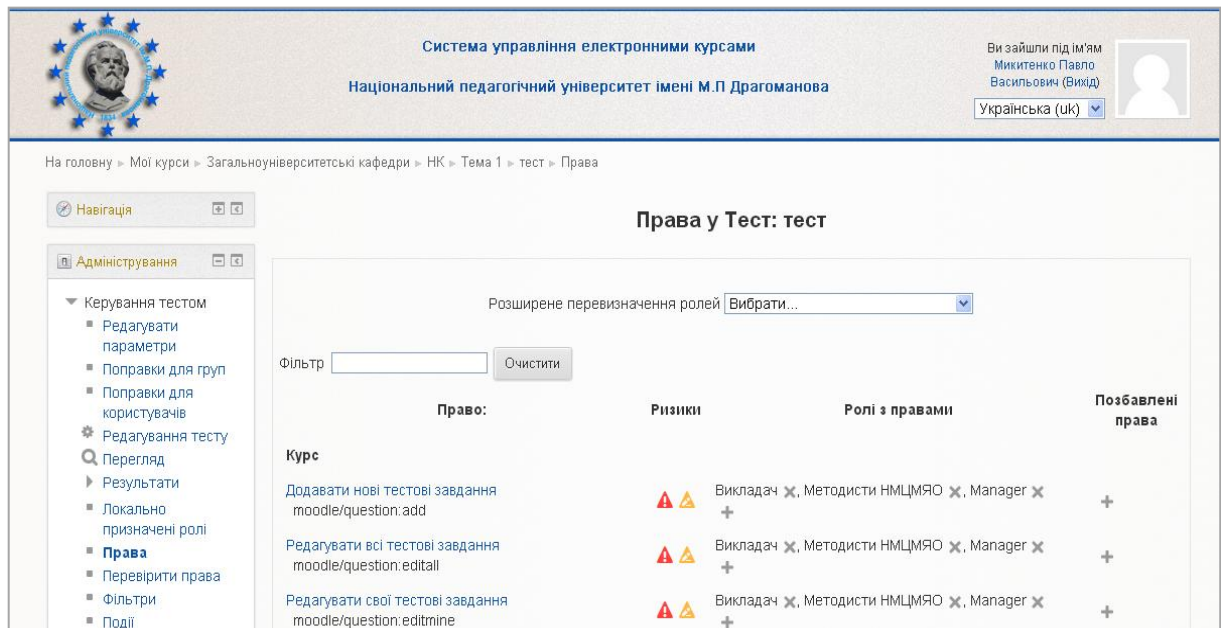 Система управління електронними курсами
Національний педагогічний університет імені М.П Драгоманова
Ви зайшли під ім'ям
Микитенко Павло
Васильович (Вихід)
Українська (uk)
На головну ► Мої курси ► Загальноуніверситетські кафедри ► НК ► Тема 1 ► тест ► Права
Навігація
Адміністрування
Керування тестом
Редагувати
параметри
Поправки для груп
Поправки для
користувачів
Редагування тесту
Перегляд
Результати
Локально
призначені ролі
Права
Перевірити права
Фільтри
Події
Права у Тест: тест
Розширене перевизначення ролей Вибрати...
Фільтр Очистити
Право: Ризики Ролі з правами Позбавлені
права
Курс
Додавати нові тестові завдання
moodle/question:add
Викладач ✕, Методисти НМЦМЯО ✕, Manager ✕
+ +
Редагувати всі тестові завдання
moodle/question:editall
Викладач ✕, Методисти НМЦМЯО ✕, Manager ✕
+ +
Редагувати свої тестові завдання
moodle/question:editmine
Викладач ✕, Методисти НМЦМЯО ✕, Manager ✕
+ +